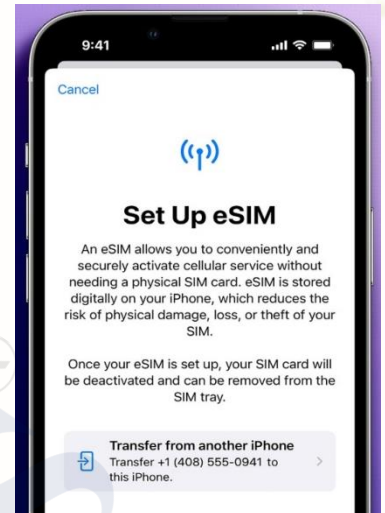 9:41
Cancel
Set Up eSIM
An eSIM allows you to conveniently and
securely activate cellular service without
needing a physical SIM card. eSIM is stored
digitally on your iPhone, which reduces the
risk of physical damage, loss, or theft of your
SIM.
Once your eSIM is set up, your SIM card will
be deactivated and can be removed from the
SIM tray.
Transfer from another iPhone
Transfer +1 (408) 555-0941 to
this iPhone.